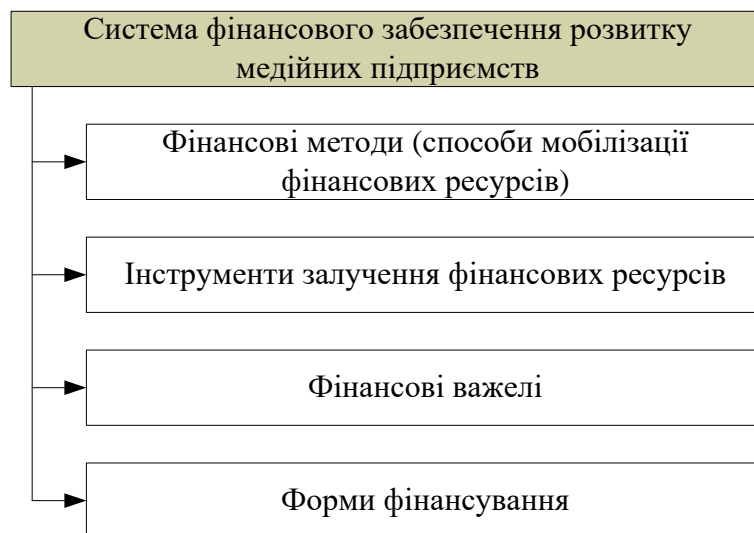 Система фінансового забезпечення розвитку
медійних підприємств
Фінансові методи (способи мобілізації
фінансових ресурсів)
Інструменти залучення фінансових ресурсів
Фінансові важелі
Форми фінансування